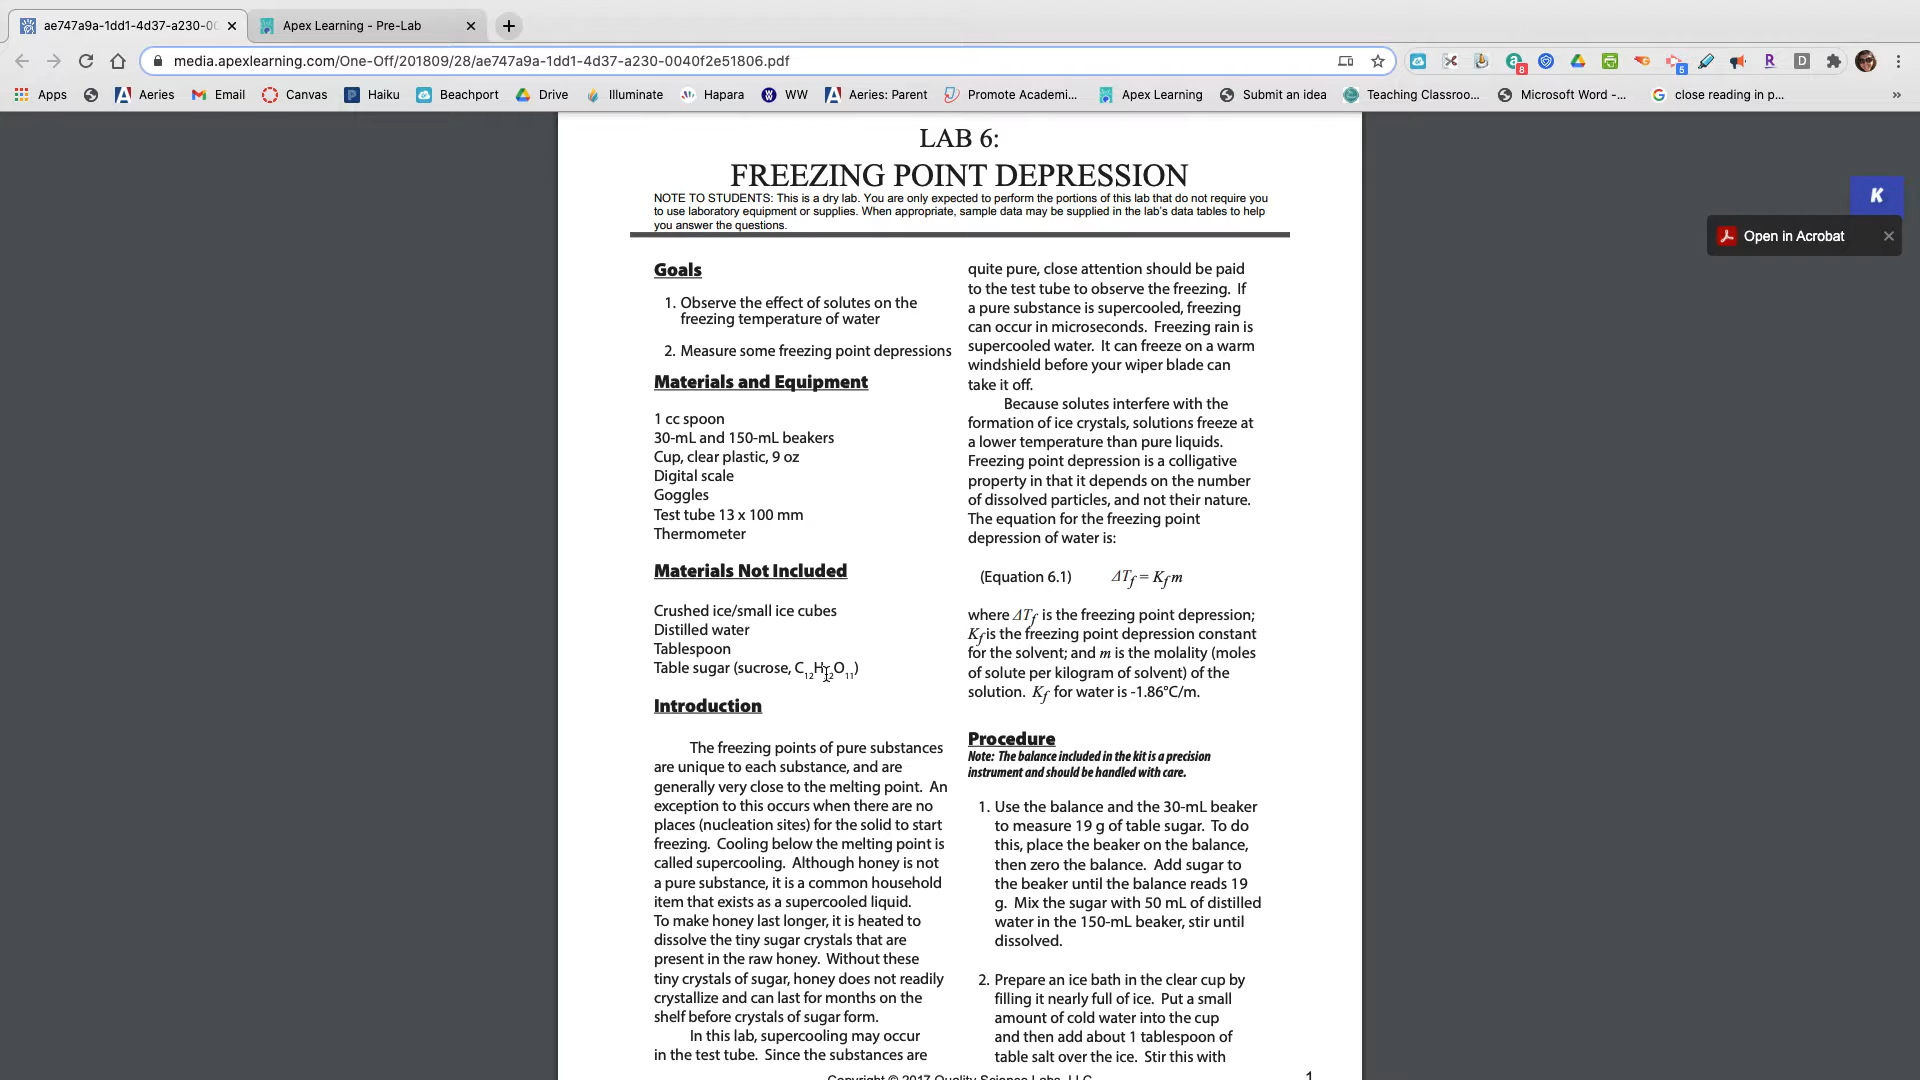 ae747a9a-1dd1-4d37-a230-00
Apex Learning - Pre-Lab
media.apexlearning.com/One-Off/201809/28/ae747a9a-1dd1-4d37-a230-0040f2e51806.pdf
8
5
R
D
Apps
Aeries
Email
Canvas
Haiku
Beachport
Drive
Illuminate
Hapara
WW
Aeries: Parent
Promote Academi...
Apex Learning
Submit an idea
Teaching Classroo...
Microsoft Word -...
close reading in p...
»
K
Open in Acrobat
LAB 6:
FREEZING POINT DEPRESSION
NOTE TO STUDENTS: This is a dry lab. You are only expected to perform the portions of this lab that do not require you
to use laboratory equipment or supplies. When appropriate, sample data may be supplied in the lab's data tables to help
you answer the questions.
Goals
1. Observe the effect of solutes on the
freezing temperature of water
2. Measure some freezing point depressions
Materials and Equipment
1 cc spoon
30-mL and 150-mL beakers
Cup, clear plastic, 9 oz
Digital scale
Goggles
Test tube 13 x 100 mm
Thermometer
Materials Not Included
Crushed ice/small ice cubes
Distilled water
Tablespoon
Table sugar (sucrose, C12H22O11)
Introduction
The freezing points of pure substances
are unique to each substance, and are
generally very close to the melting point. An
exception to this occurs when there are no
places (nucleation sites) for the solid to start
freezing. Cooling below the melting point is
called supercooling. Although honey is not
a pure substance, it is a common household
item that exists as a supercooled liquid.
To make honey last longer, it is heated to
dissolve the tiny sugar crystals that are
present in the raw honey. Without these
tiny crystals of sugar, honey does not readily
crystallize and can last for months on the
shelf before crystals of sugar form.
In this lab, supercooling may occur
in the test tube. Since the substances are
quite pure, close attention should be paid
to the test tube to observe the freezing. If
a pure substance is supercooled, freezing
can occur in microseconds. Freezing rain is
supercooled water. It can freeze on a warm
windshield before your wiper blade can
take it off.
Because solutes interfere with the
formation of ice crystals, solutions freeze at
a lower temperature than pure liquids.
Freezing point depression is a colligative
property in that it depends on the number
of dissolved particles, and not their nature.
The equation for the freezing point
depression of water is:
(Equation 6.1) ΔTf = Kfm
where ΔTf is the freezing point depression;
Kf is the freezing point depression constant
for the solvent; and m is the molality (moles
of solute per kilogram of solvent) of the
solution. Kf for water is -1.86°C/m.
Procedure
Note: The balance included in the kit is a precision
instrument and should be handled with care.
1. Use the balance and the 30-mL beaker
to measure 19 g of table sugar. To do
this, place the beaker on the balance,
then zero the balance. Add sugar to
the beaker until the balance reads 19
g. Mix the sugar with 50 mL of distilled
water in the 150-mL beaker, stir until
dissolved.
2. Prepare an ice bath in the clear cup by
filling it nearly full of ice. Put a small
amount of cold water into the cup
and then add about 1 tablespoon of
table salt over the ice. Stir this with
Copyright © 2017 Quality Science Labs, LLC
1